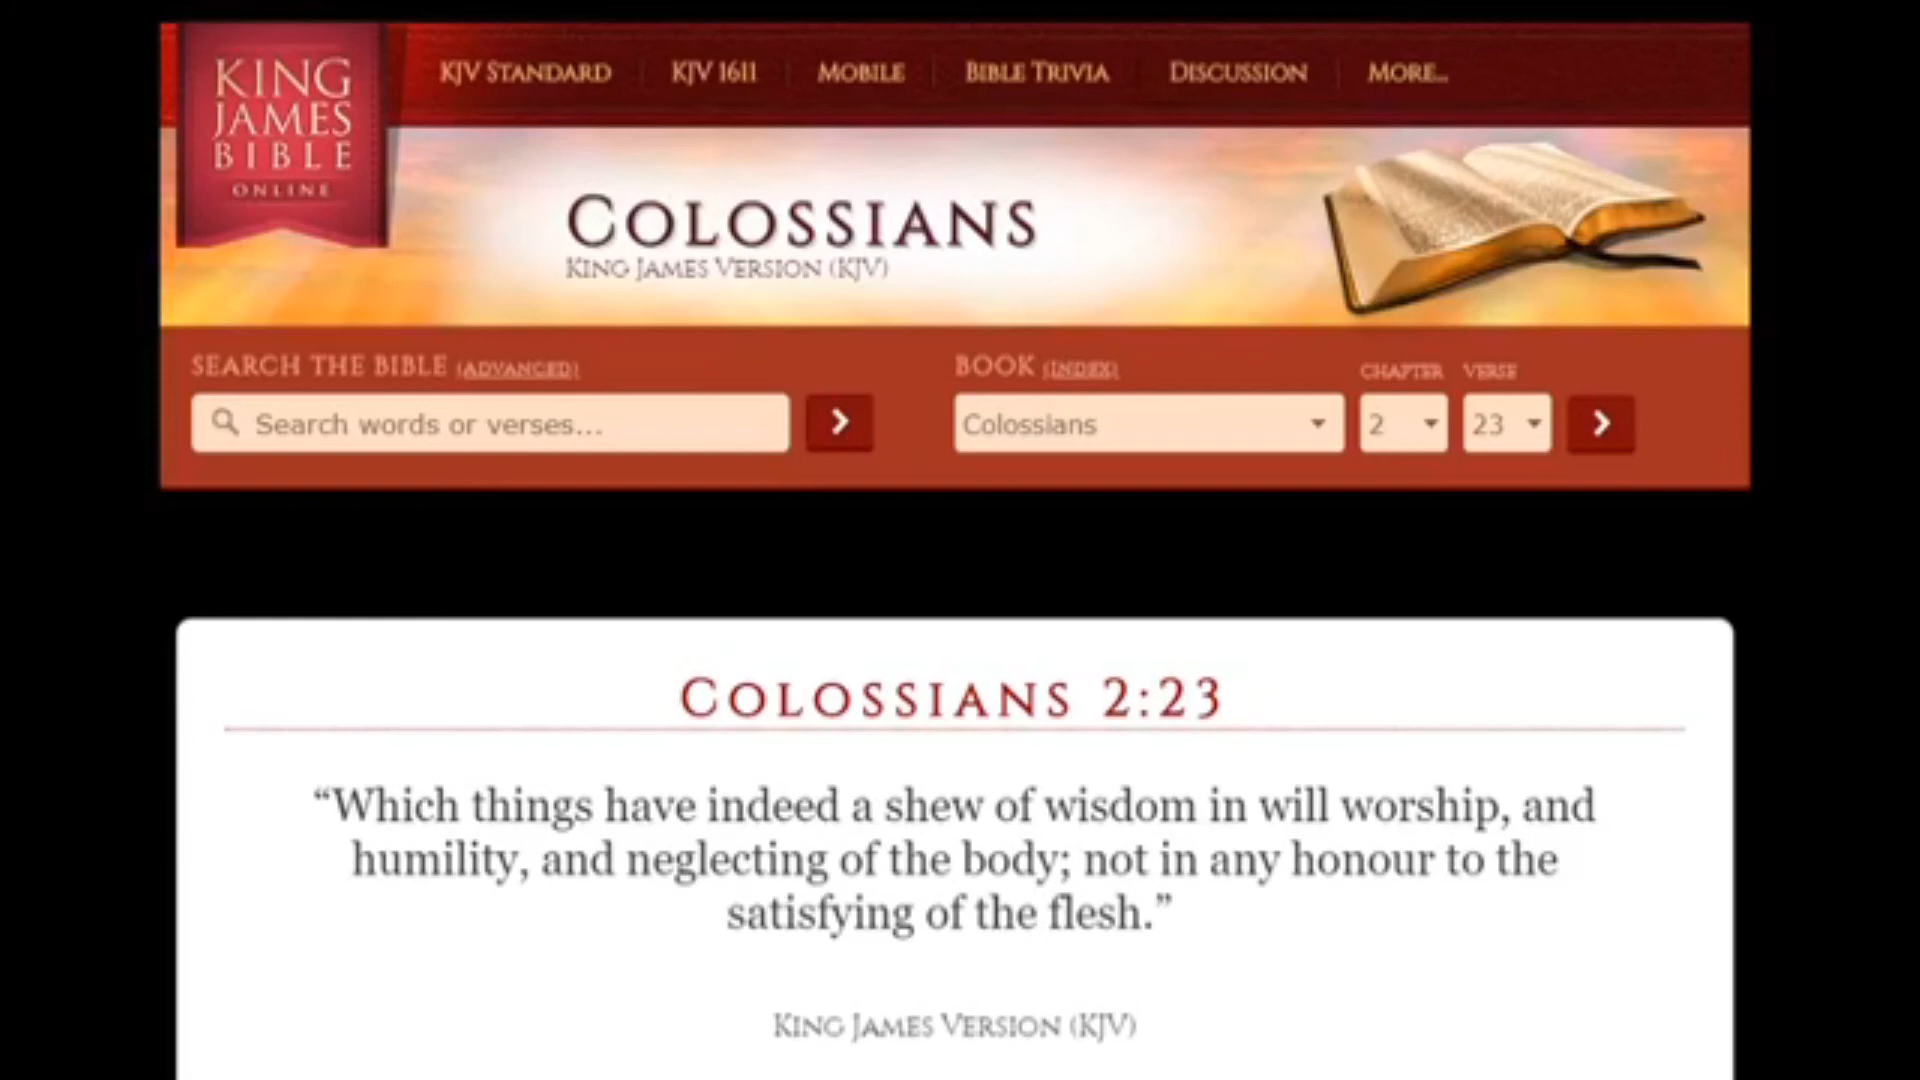 KING
JAMES
BIBLE
ONLINE
KJV STANDARD KJV 1611 MOBILE BIBLE TRIVIA DISCUSSION MORE...
COLOSSIANS
KING JAMES VERSION (KJV)
SEARCH THE BIBLE (ADVANCED) BOOK (INDEX) CHAPTER VERSE
Search words or verses... Colossians 2 23
COLOSSIANS 2:23
“Which things have indeed a shew of wisdom in will worship, and
humility, and neglecting of the body; not in any honour to the
satisfying of the flesh.”
KING JAMES VERSION (KJV)